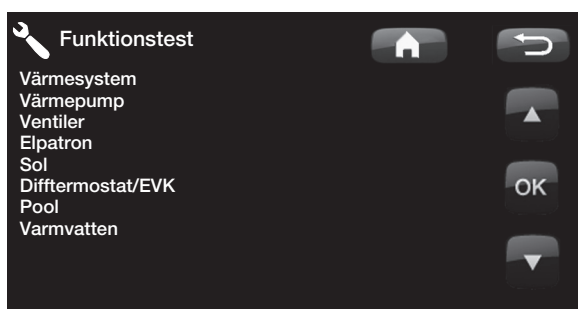 Funktionstest
Värmesystem
Värmepump
Ventiler
Elpatron
Sol
Difftermostat/EVK
OK
Pool
Varmvatten